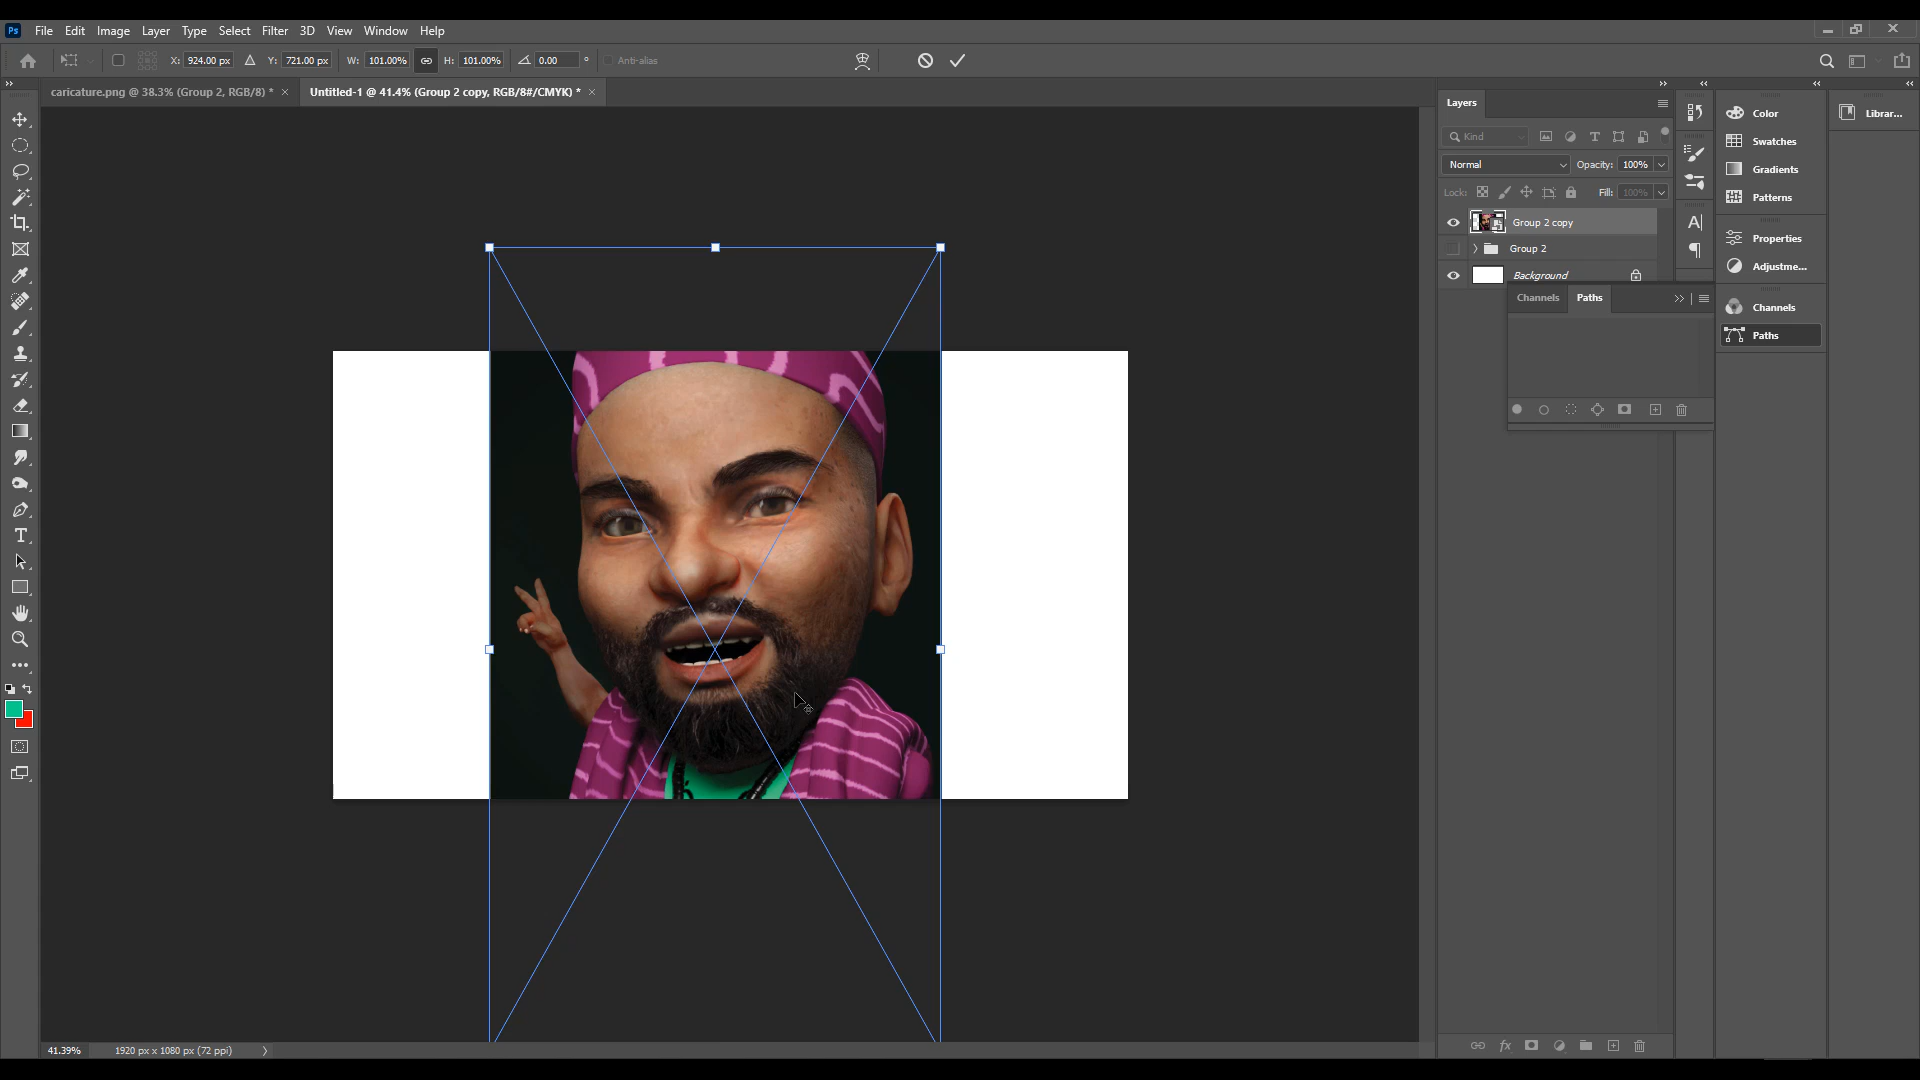 Ps File Edit Image Layer Type Select Filter 3D View Window Help
X: 924.00 px Y: 721.00 px W: 101.00% H: 101.00% 0.00 ° Anti-alias
caricature.png @ 38.3% (Group 2, RGB/8) * × Untitled-1 @ 41.4% (Group 2 copy, RGB/8#/CMYK) * ×
Layers
Kind
Normal Opacity: 100%
Lock: Fill: 100%
Group 2 copy
Group 2
Background
Channels Paths
Color
Swatches
Gradients
Patterns
Properties
Adjustme...
Channels
Paths
Librar...
41.39% 1920 px x 1080 px (72 ppi)